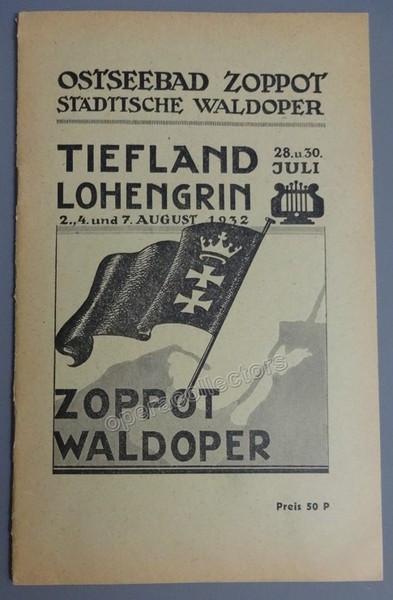 OSTSEEBAD ZOPPOT
STÄDTISCHE WALDOPER
TIEFLAND 28.u.30. JULI
LOHENGRIN
2.,4. und 7. AUGUST 1932
ZOPPOT
WALDOPER
operacollectors
Preis 50 P